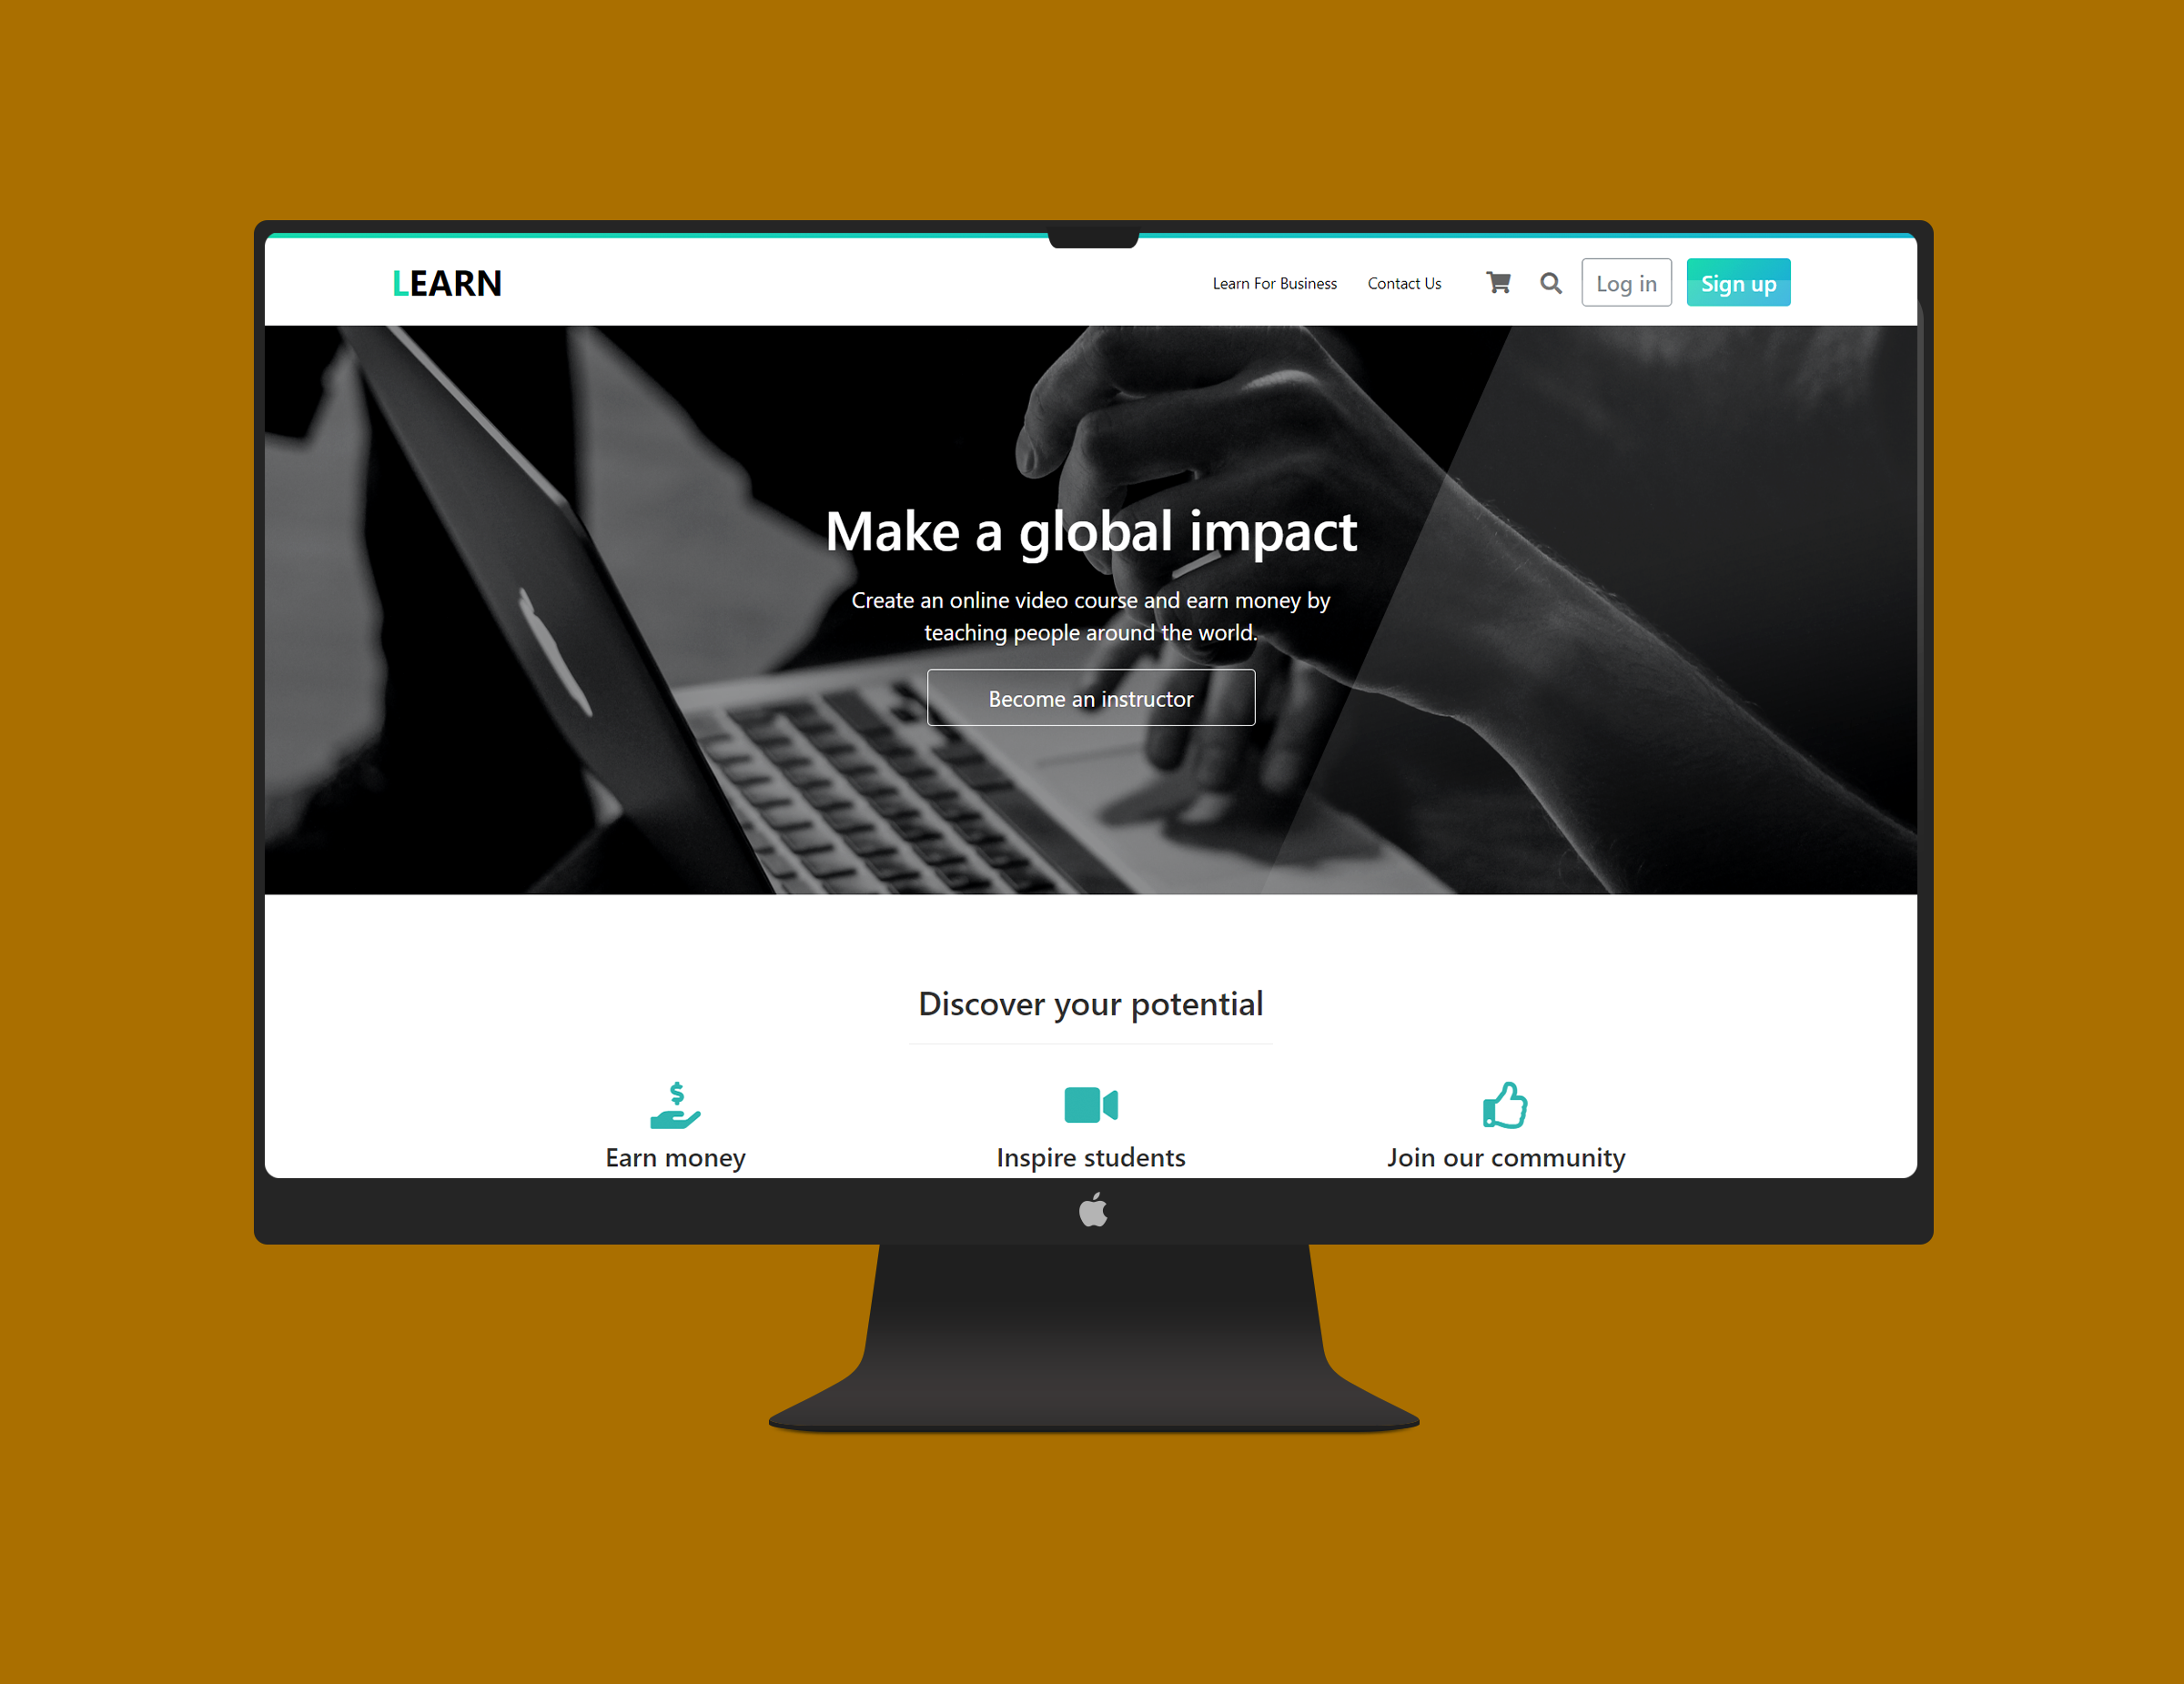 LEARN
Learn For Business
Contact Us
Log in
Sign up
Make a global impact
Create an online video course and earn money by
teaching people around the world.
Become an instructor
Discover your potential
Earn money
Inspire students
Join our community